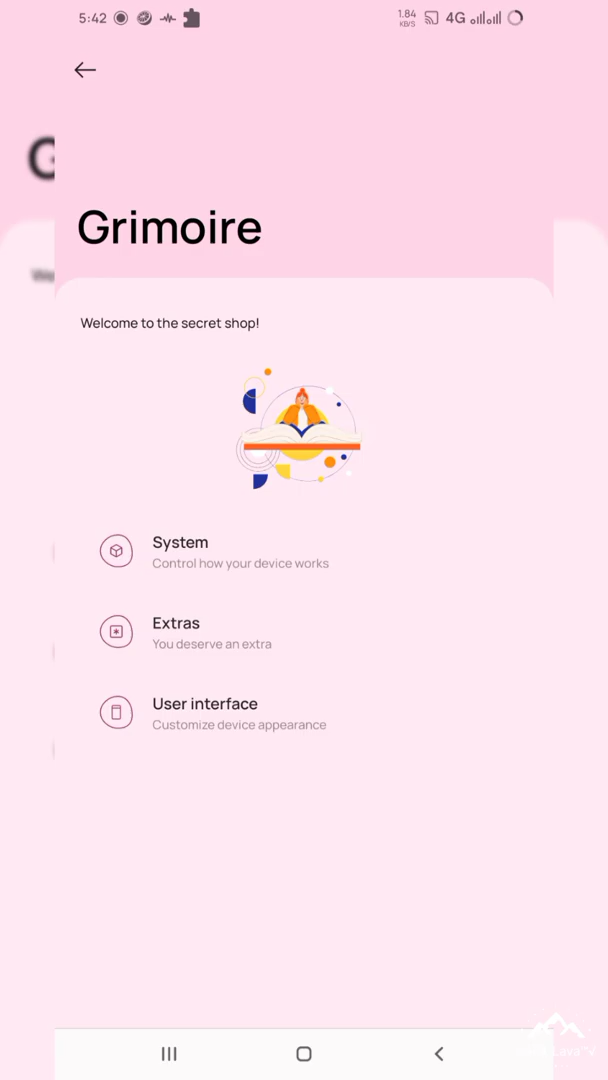 5:42
1.84
KB/S
4G
Grimoire
Welcome to the secret shop!
System
Control how your device works
Extras
You deserve an extra
User interface
Customize device appearance